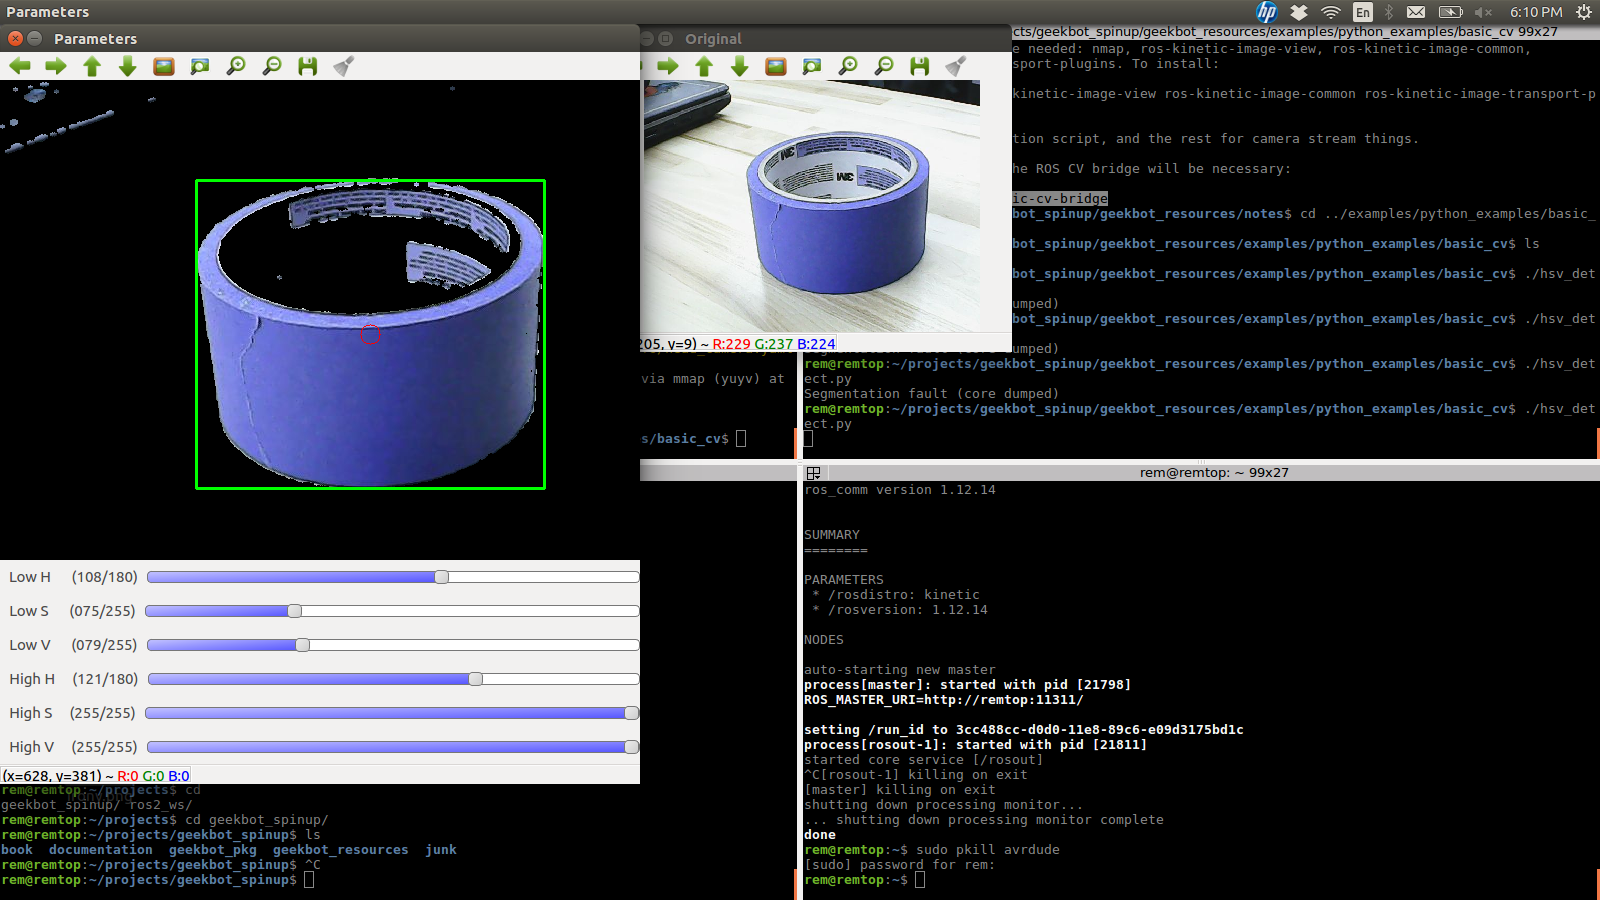 Parameters
En
6:10 PM
Parameters
Original
cts/geekbot_spinup/geekbot_resources/examples/python_examples/basic_cv 99x27
e needed: nmap, ros-kinetic-image-view, ros-kinetic-image-common,
sport-plugins. To install:
kinetic-image-view ros-kinetic-image-common ros-kinetic-image-transport-p
tion script, and the rest for camera stream things.
he ROS CV bridge will be necessary:
ic-cv-bridge
bot_spinup/geekbot_resources/notes$ cd ../examples/python_examples/basic_
bot_spinup/geekbot_resources/examples/python_examples/basic_cv$ ls
bot_spinup/geekbot_resources/examples/python_examples/basic_cv$ ./hsv_det
umped)
bot_spinup/geekbot_resources/examples/python_examples/basic_cv$ ./hsv_det
umped)
rem@remtop:~/projects/geekbot_spinup/geekbot_resources/examples/python_examples/basic_cv$ ./hsv_det
ect.py
Segmentation fault (core dumped)
rem@remtop:~/projects/geekbot_spinup/geekbot_resources/examples/python_examples/basic_cv$ ./hsv_det
ect.py
3M
3M
205, y=9) ~ R:229 G:237 B:224
via mmap (yuyv) at
s/basic_cv$
Low H (108/180)
Low S (075/255)
Low V (079/255)
High H (121/180)
High S (255/255)
High V (255/255)
(x=628, y=381) ~ R:0 G:0 B:0
rem@remtop:~/projects$ cd
geekbot_spinup/ ros2_ws/
rem@remtop:~/projects$ cd geekbot_spinup/
rem@remtop:~/projects/geekbot_spinup$ ls
book documentation geekbot_pkg geekbot_resources junk
rem@remtop:~/projects/geekbot_spinup$ ^C
rem@remtop:~/projects/geekbot_spinup$
rem@remtop: ~ 99x27
ros_comm version 1.12.14
SUMMARY
========
PARAMETERS
* /rosdistro: kinetic
* /rosversion: 1.12.14
NODES
auto-starting new master
process[master]: started with pid [21798]
ROS_MASTER_URI=http://remtop:11311/
setting /run_id to 3cc488cc-d0d0-11e8-89c6-e09d3175bd1c
process[rosout-1]: started with pid [21811]
started core service [/rosout]
^C[rosout-1] killing on exit
[master] killing on exit
shutting down processing monitor...
... shutting down processing monitor complete
done
rem@remtop:~$ sudo pkill avrdude
[sudo] password for rem:
rem@remtop:~$